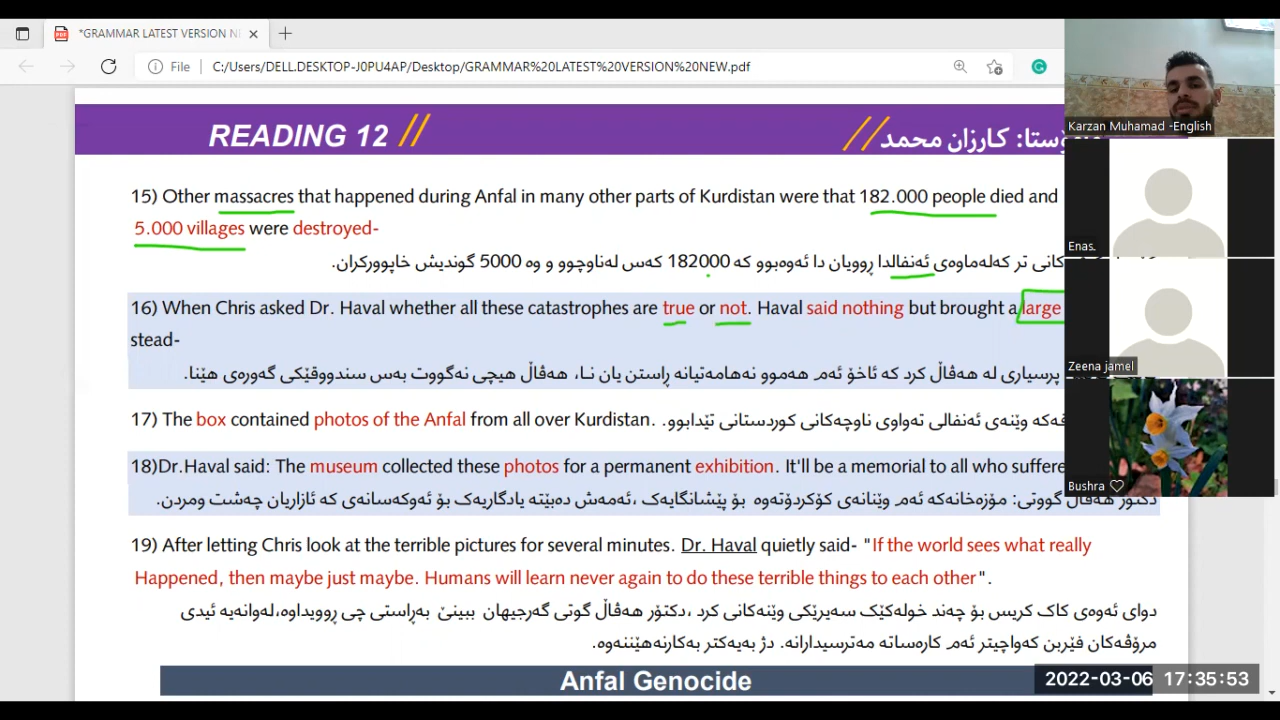 *GRAMMAR LATEST VERSION N
File C:/Users/DELL.DESKTOP-J0PU4AP/Desktop/GRAMMAR%20LATEST%20VERSION%20NEW.pdf
Karzan Muhamad -English
READING 12 //
// کارزان محمد
15) Other massacres that happened during Anfal in many other parts of Kurdistan were that 182.000 people died and
5.000 villages were destroyed-
کانی تر کەلەماوەی ئەنفالدا ڕوویان دا ئەوەبوو کە 182000 کەس لەناوچوو و وە 5000 گوندیش خاپوورکران.
Enas.
16) When Chris asked Dr. Haval whether all these catastrophes are true or not. Haval said nothing but brought a large
stead-
پرسیاری لە هەڤاڵ کرد کە ئاخۆ ئەم هەموو نەهامەتیانە ڕاستن یان نـا، هەڤاڵ هیچی نەگووت بەس سندووقێکی گەورەی هێنا.
Zeena jamel
17) The box contained photos of the Anfal from all over Kurdistan.
وێنەی ئەنفالی تەواوی ناوچەکانی کوردستانی تێدابوو.
18)Dr.Haval said: The museum collected these photos for a permanent exhibition. It'll be a memorial to all who suffere
Bushra ♡
هەڤاڵ گووتی: مۆزەخانەکە ئەم وێنانەی کۆکردۆتەوە بۆ پێشانگایەک ،ئەمەش دەبێتە یادگاریەک بۆ ئەوکەسانەی کە ئازاریان چەشت ومردن.
19) After letting Chris look at the terrible pictures for several minutes. Dr. Haval quietly said- "If the world sees what really
Happened, then maybe just maybe. Humans will learn never again to do these terrible things to each other".
دوای ئەوەی کاک کریس بۆ چەند خولەکێک سەیرێکی وێنەکانی کرد ،دکتۆر هەڤاڵ گوتی گەرجیهان ببینێ بەڕاستی چی ڕوویداوە،لەوانەیە ئیدی
مرۆڤەکان فێربن کەواچیتر ئەم کارەساتە مەترسیدارانە. دژ بەیەکتر بەکارنەهێننەوە.
Anfal Genocide
2022-03-06 17:35:53